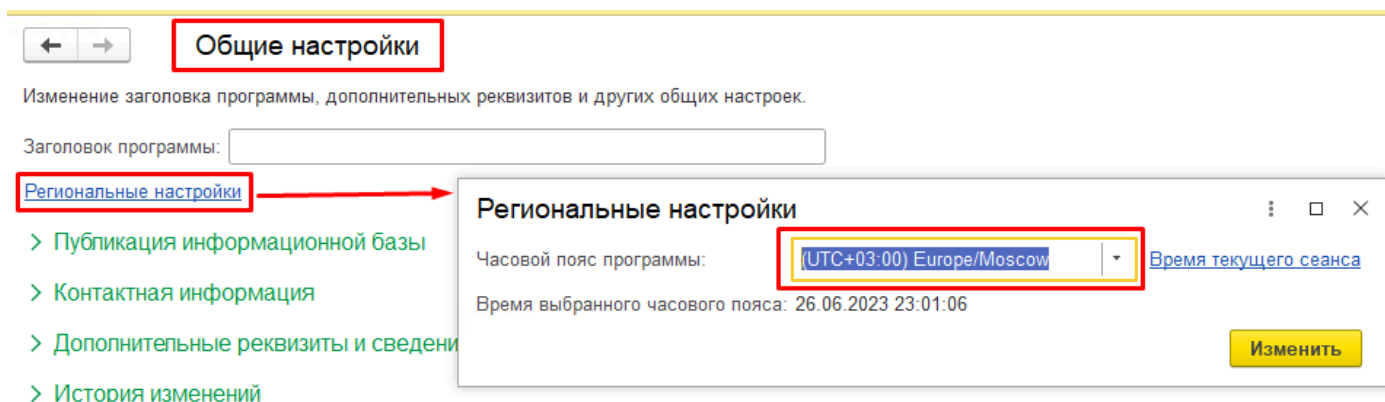 Общие настройки
Изменение заголовка программы, дополнительных реквизитов и других общих настроек.
Заголовок программы:
Региональные настройки
Публикация информационной базы
Контактная информация
Дополнительные реквизиты и сведени
История изменений
Региональные настройки
Часовой пояс программы: (UTC+03:00) Europe/Moscow Время текущего сеанса
Время выбранного часового пояса: 26.06.2023 23:01:06
Изменить